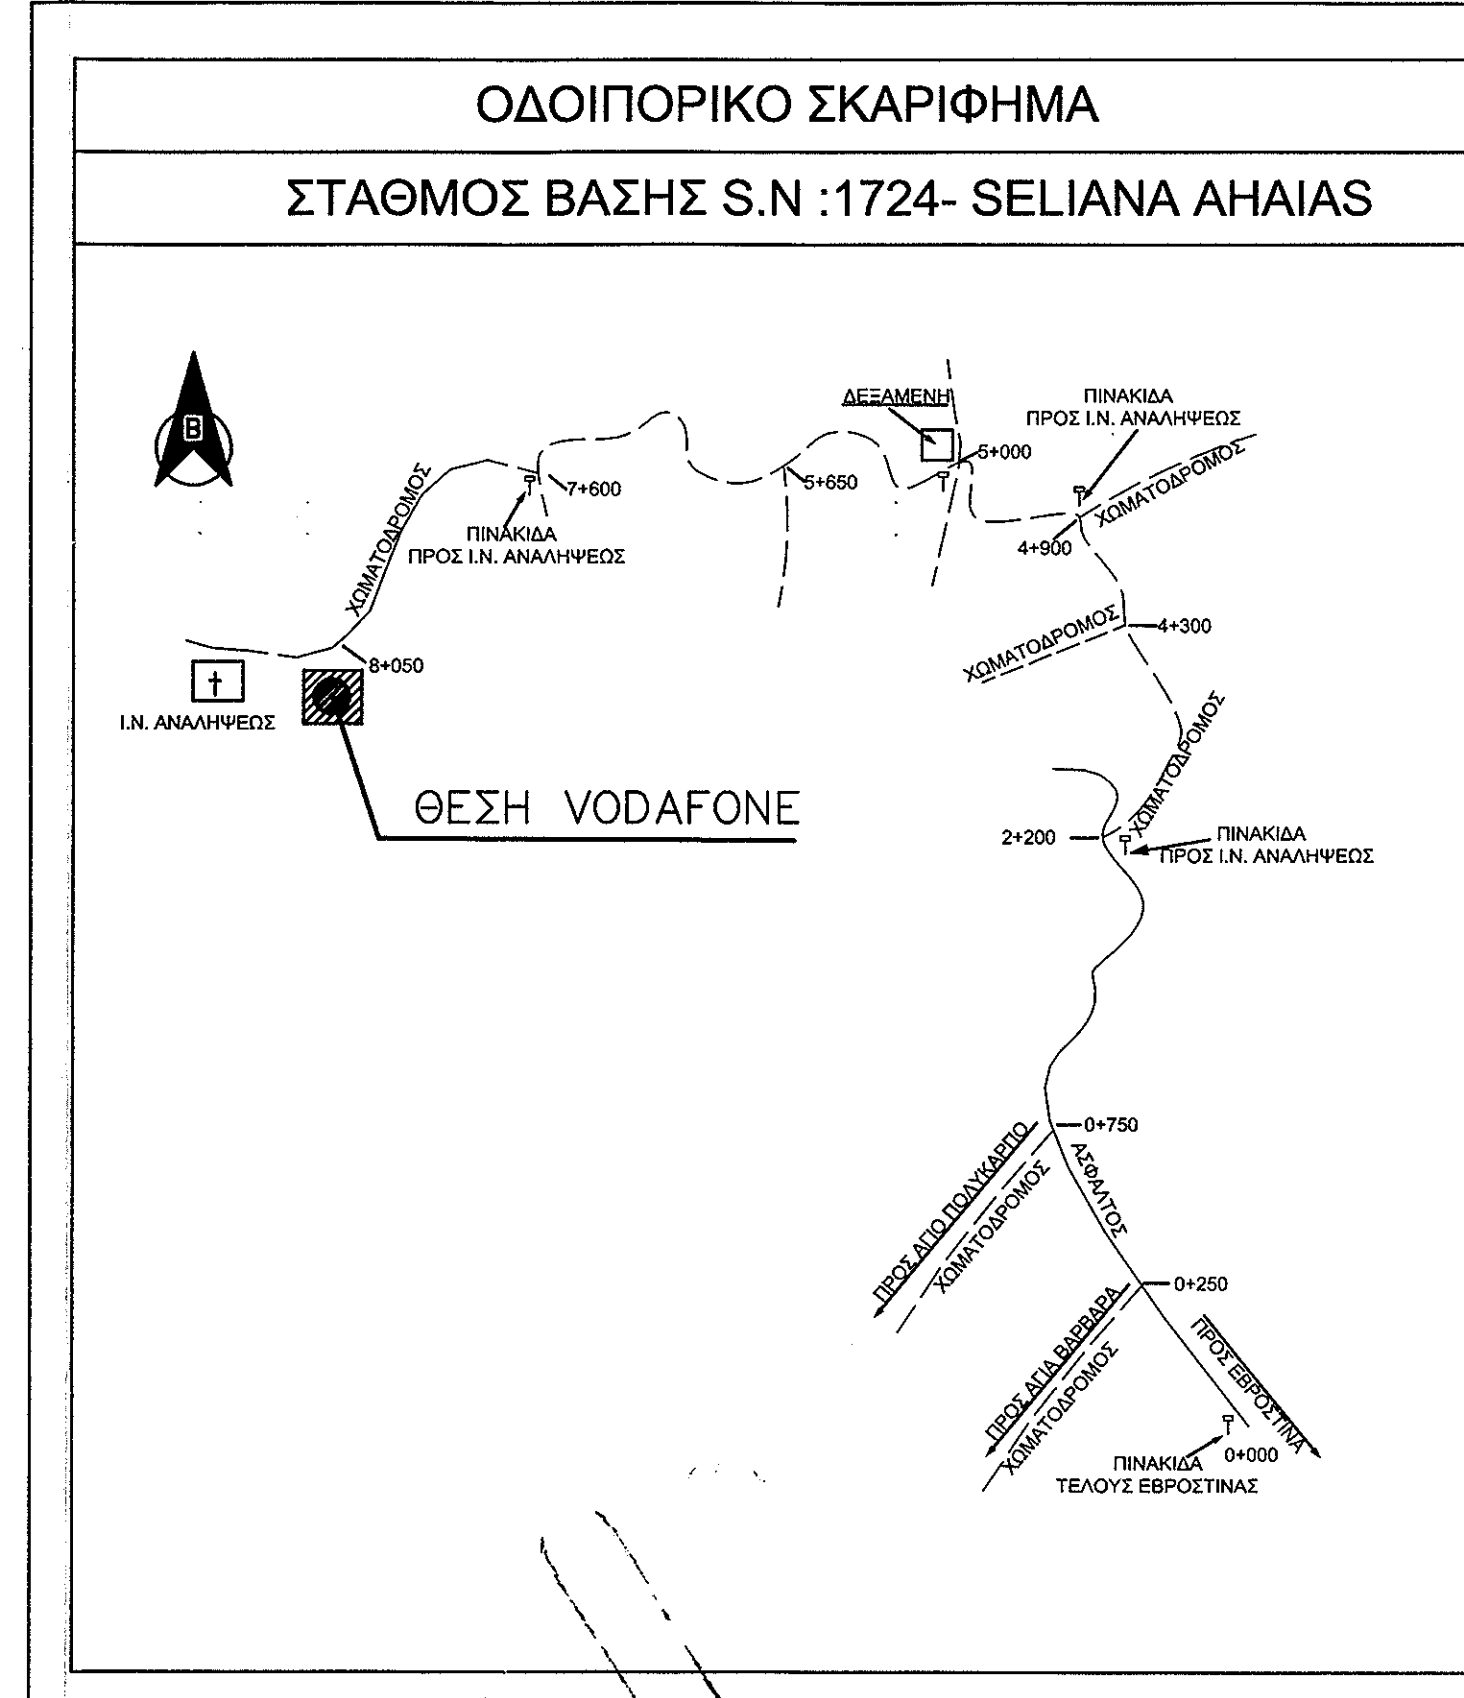 ΟΔΟΙΠΟΡΙΚΟ ΣΚΑΡΙΦΗΜΑ
ΣΤΑΘΜΟΣ ΒΑΣΗΣ S.N :1724- SELIANA AHAIAS
Β
ΔΕΞΑΜΕΝΗ
ΠΙΝΑΚΙΔΑ
ΠΡΟΣ Ι.Ν. ΑΝΑΛΗΨΕΩΣ
5+000
ΧΩΜΑΤΟΔΡΟΜΟΣ
7+600
5+650
ΧΩΜΑΤΟΔΡΟΜΟΣ
ΠΙΝΑΚΙΔΑ
ΠΡΟΣ Ι.Ν. ΑΝΑΛΗΨΕΩΣ
4+900
ΧΩΜΑΤΟΔΡΟΜΟΣ
4+300
8+050
Ι.Ν. ΑΝΑΛΗΨΕΩΣ
ΧΩΜΑΤΟΔΡΟΜΟΣ
ΘΕΣΗ VODAFONE
2+200
ΠΙΝΑΚΙΔΑ
ΠΡΟΣ Ι.Ν. ΑΝΑΛΗΨΕΩΣ
0+750
ΑΣΦΑΛΤΟΣ
ΠΡΟΣ ΑΓΙΟ ΠΟΛΥΚΑΡΠΟ
ΧΩΜΑΤΟΔΡΟΜΟΣ
0+250
ΠΡΟΣ ΑΓΙΑ ΒΑΡΒΑΡΑ
ΧΩΜΑΤΟΔΡΟΜΟΣ
ΠΡΟΣ ΕΒΡΟΣΤΙΝΑ
0+000
ΠΙΝΑΚΙΔΑ
ΤΕΛΟΥΣ ΕΒΡΟΣΤΙΝΑΣ